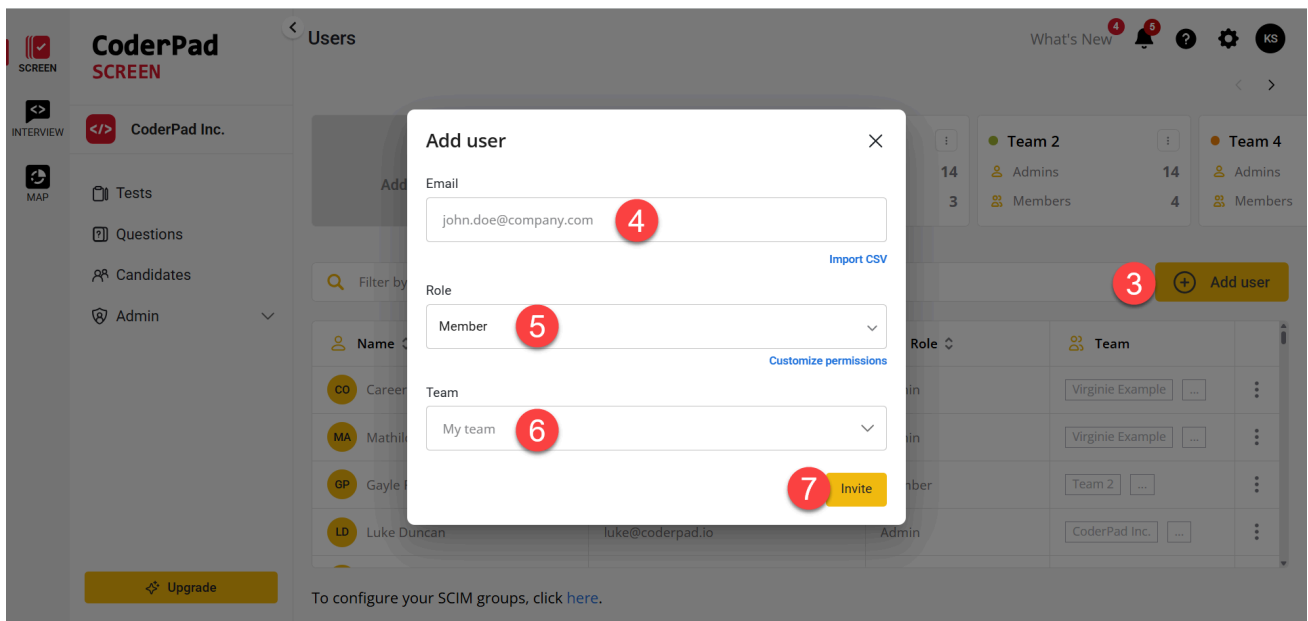 SCREEN
INTERVIEW
MAP
CoderPad
SCREEN
CoderPad Inc.
Tests
Questions
Candidates
Admin
Upgrade
Users
What's New
4
5
KS
Add
14
3
Team 2
Admins 14
Members 4
Team 4
Admins
Members
Filter by
3
Add user
Name
Role
Team
CO Career
Virginie Example ...
MA
Virginie Example ...
GP Gayle
Team 2 ...
LD Luke Duncan luke@coderpad.io Admin CoderPad Inc. ...
To configure your SCIM groups, click here.
Add user
Email
john.doe@company.com 4
Import CSV
Role
Member 5
Customize permissions
Team
My team 6
7 Invite